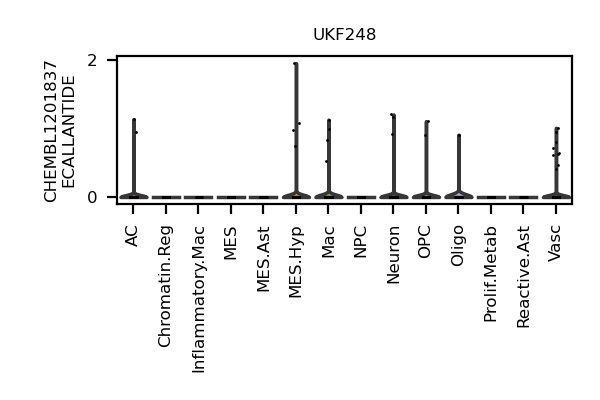 UKF248
CHEMBL1201837
ECALLANTIDE
2
0
AC
Chromatin.Reg
Inflammatory.Mac
MES
MES.Ast
MES.Hyp
Mac
NPC
Neuron
OPC
Oligo
Prolif.Metab
Reactive.Ast
Vasc